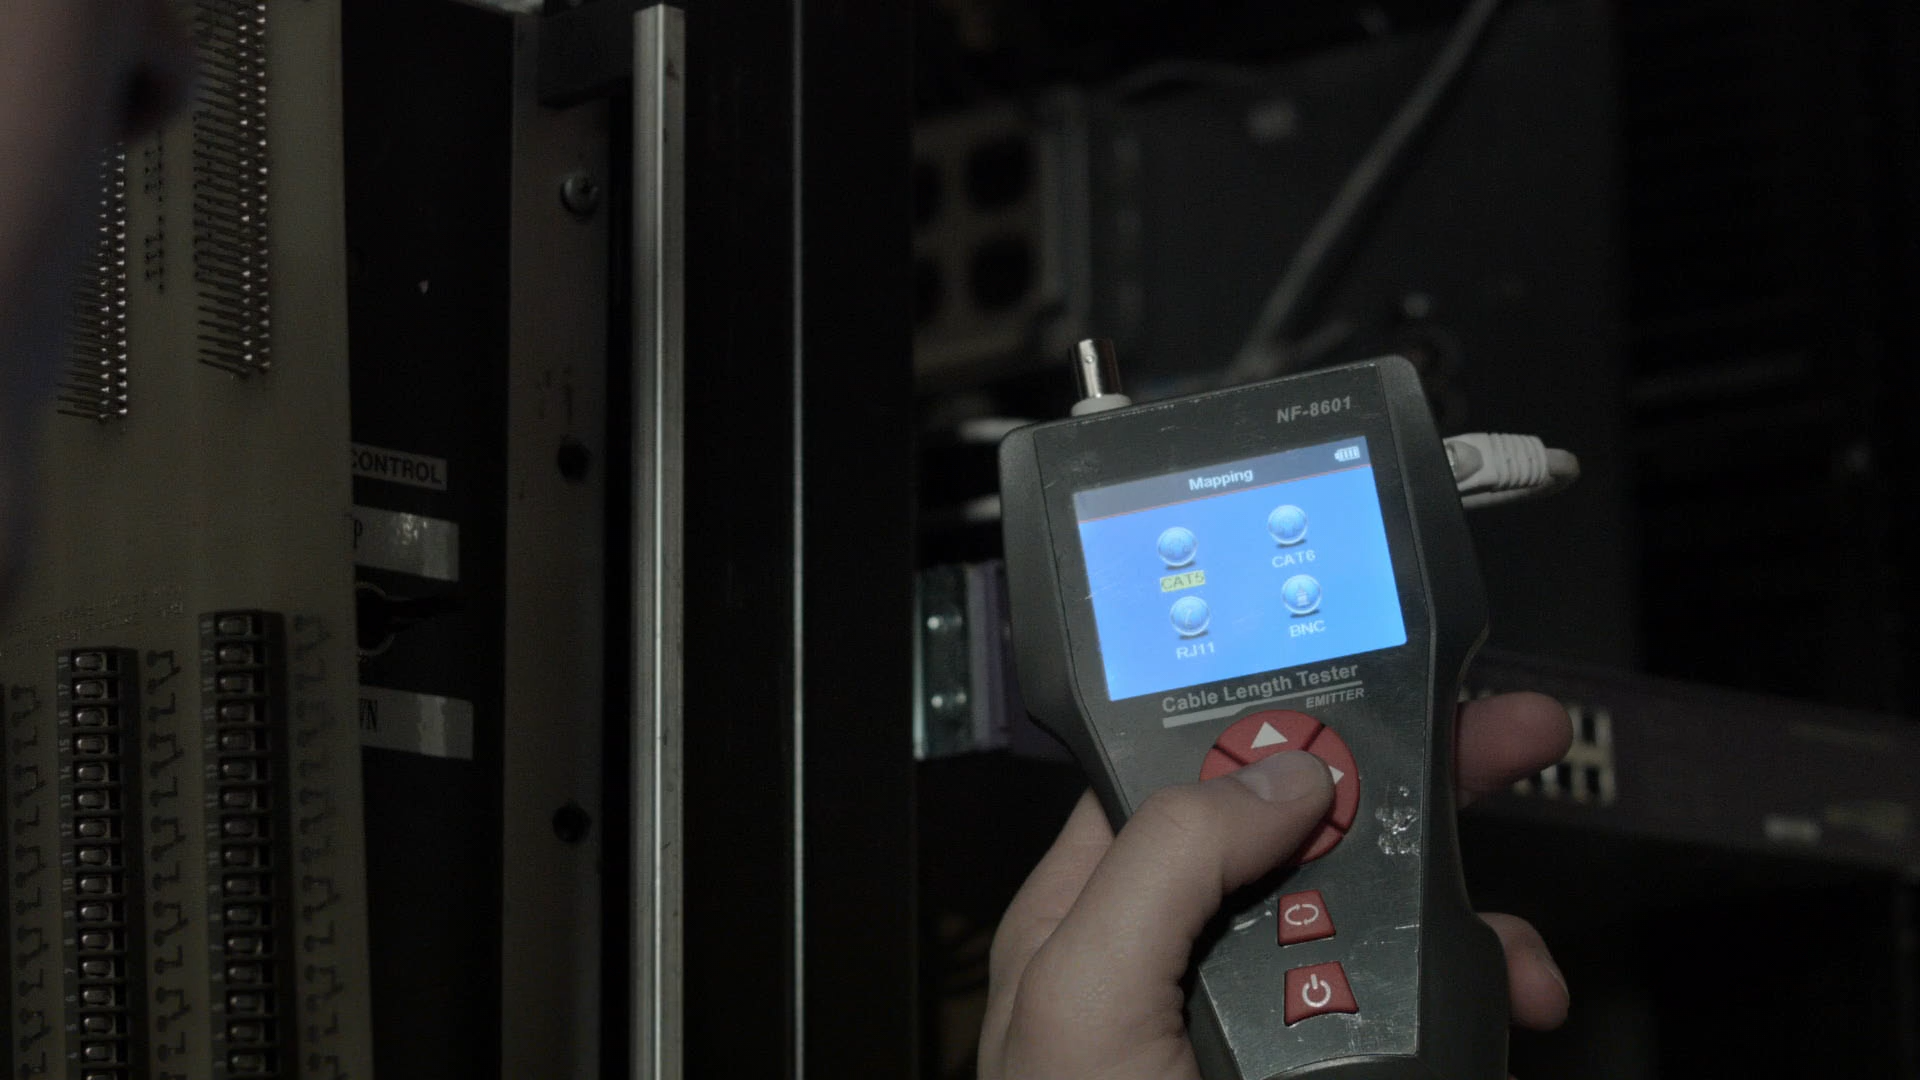 CONTROL
NF-8601
Mapping
CAT5
CAT6
RJ11
BNC
Cable Length Tester
EMITTER